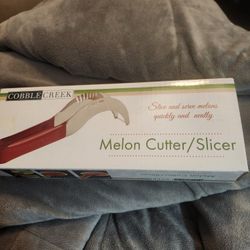 COBBLE CREEK
Slice and serve melons
quickly and neatly
Melon Cutter/Slicer